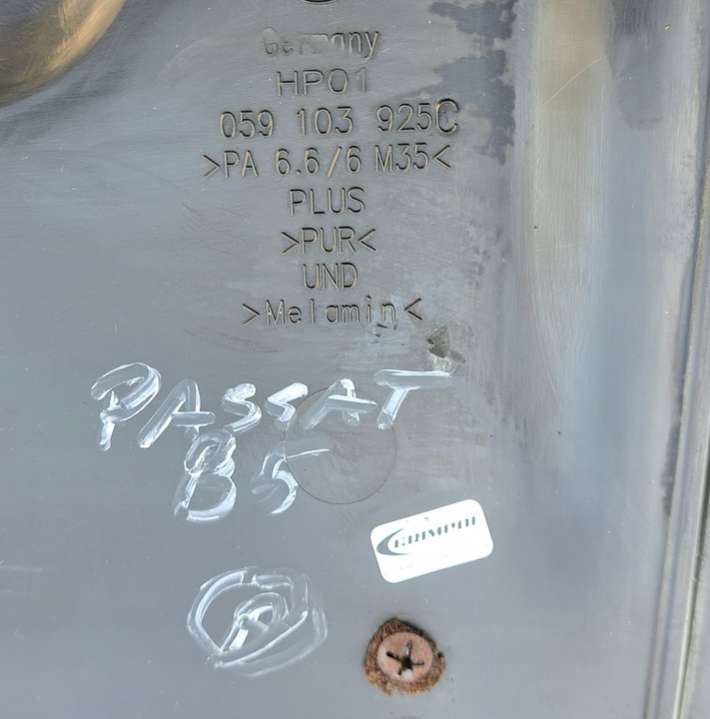 Germany
HP01
059 103 925C
>PA 6.6/6 M35<
PLUS
>PUR<
UND
>Melamin<
PASSAT
B5